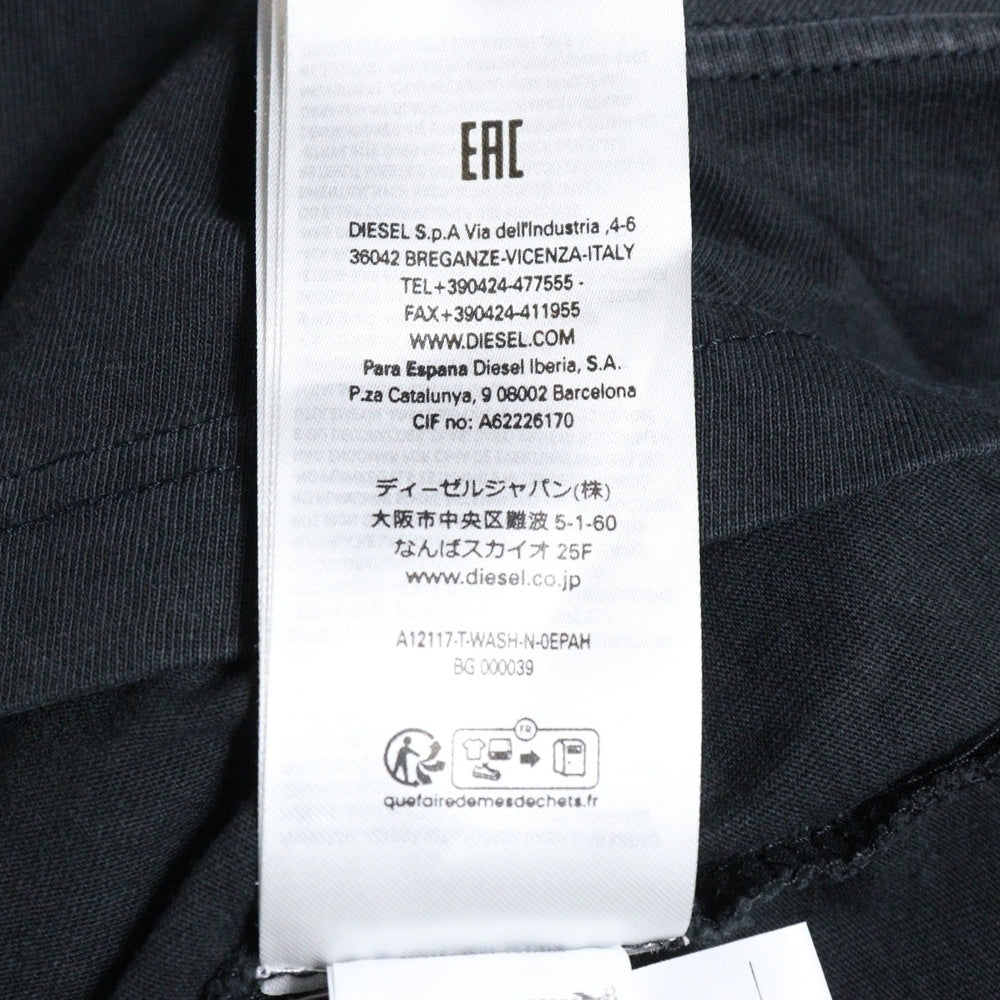 EAC
DIESEL S.p.A Via dell'Industria ,4-6
36042 BREGANZE-VICENZA-ITALY
TEL+390424-477555 -
FAX+390424-411955
WWW.DIESEL.COM
Para Espana Diesel Iberia, S.A.
P.za Catalunya, 9 08002 Barcelona
CIF no: A62226170
ディーゼルジャパン(株)
大阪市中央区難波 5-1-60
なんばスカイオ 25F
www.diesel.co.jp
A12117-T-WASH-N-0EPAH
BG 000039
FR
quefairedemesdechets.fr